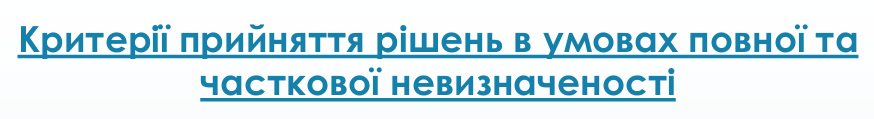 Критерії прийняття рішень в умовах повної та
часткової невизначеності